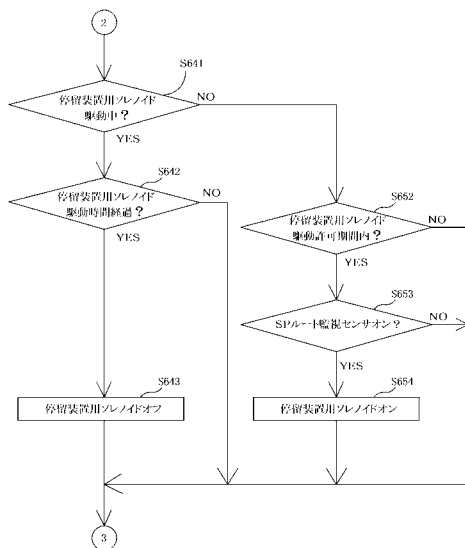 2
S641
停留装置用ソレノイド
駆動中？
NO
YES
S642
停留装置用ソレノイド
駆動時間経過？
NO
YES
S652
停留装置用ソレノイド
駆動許可期間内？
NO
YES
S653
SPルート監視センサオン？
NO
YES
S643
停留装置用ソレノイドオフ
S654
停留装置用ソレノイドオン
3